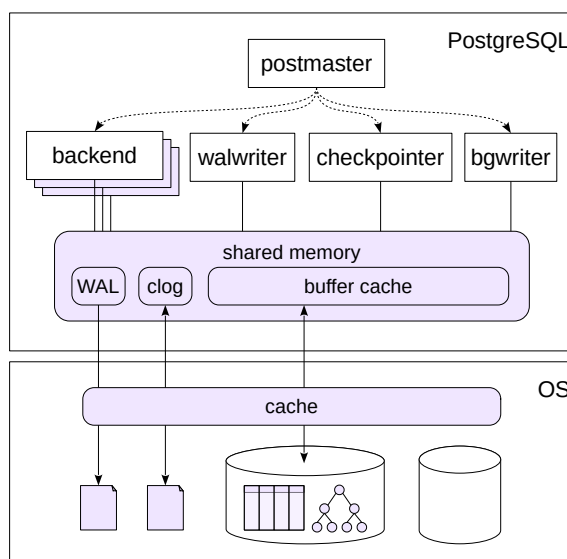 PostgreSQL
postmaster
backend
walwriter
checkpointer
bgwriter
shared memory
WAL
clog
buffer cache
OS
cache